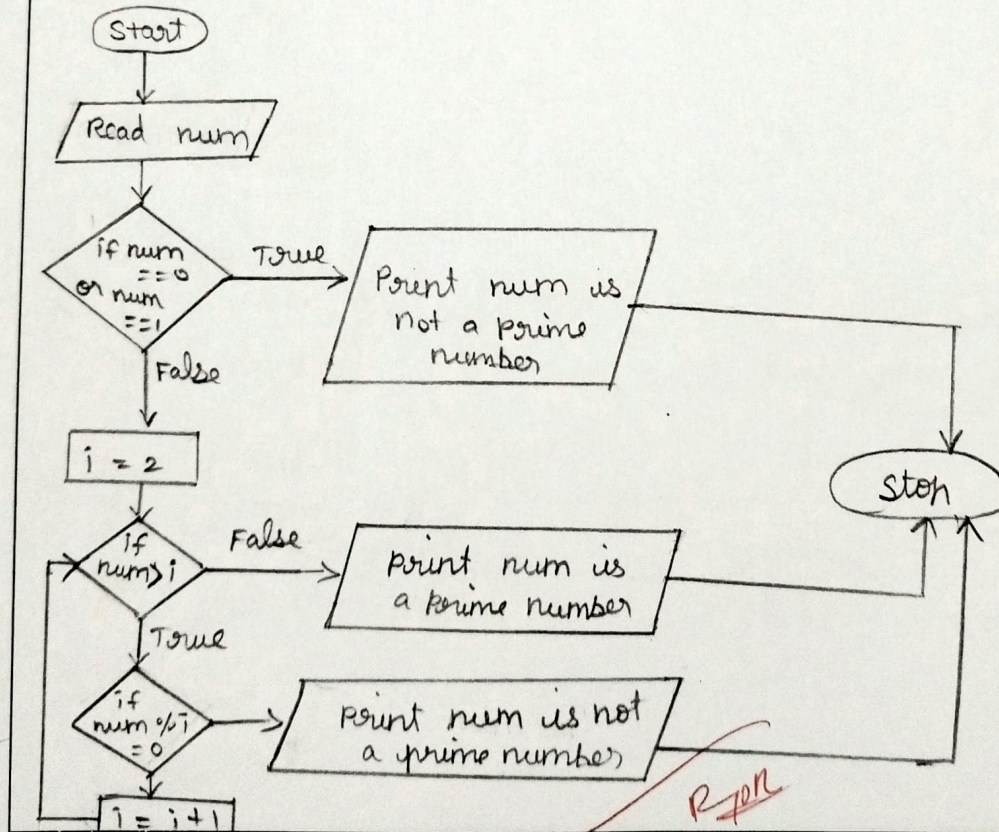 Start
Read num
if num
==0
or num
==1
True
Print num is
not a prime
number
False
i = 2
if
num>i
False
print num is
a prime number
Stop
True
if
num%i
=0
print num is not
a prime number
i = i+1